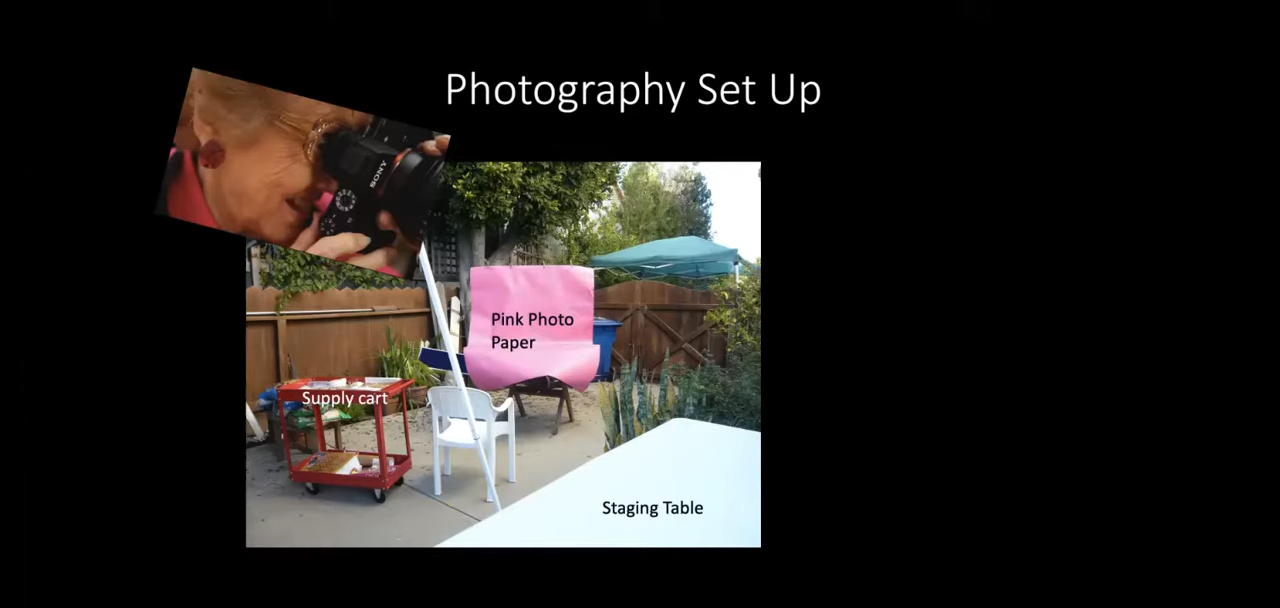 Photography Set Up
SONY
Pink Photo
Paper
Supply cart
Staging Table